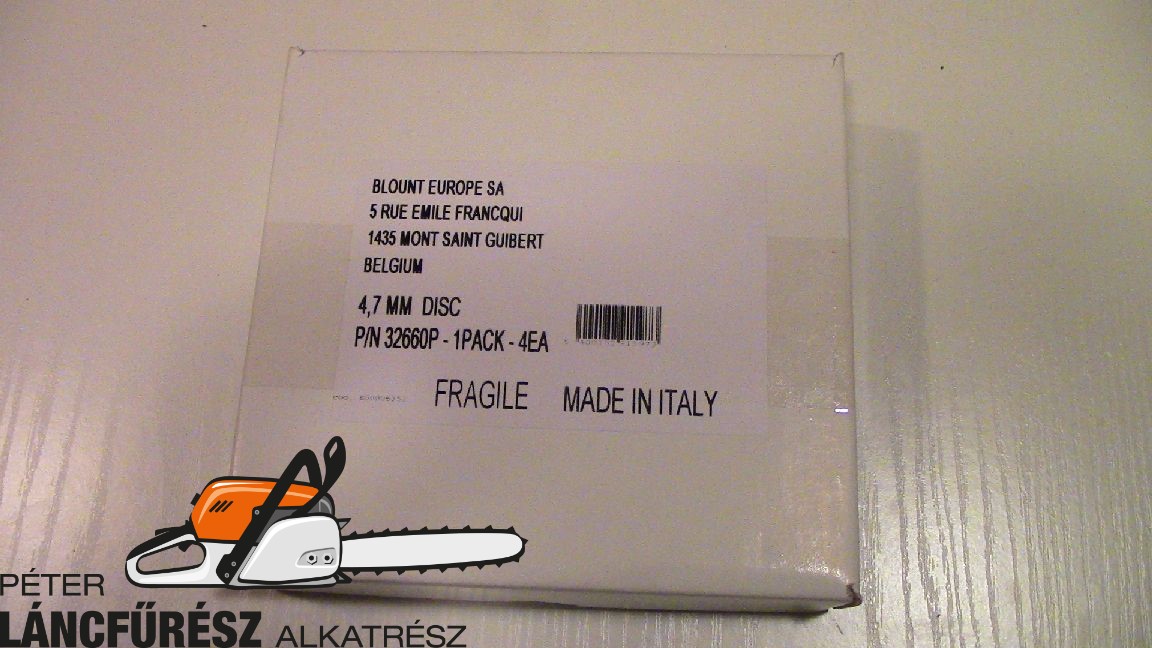 BLOUNT EUROPE SA
5 RUE EMILE FRANCQUI
1435 MONT SAINT GUIBERT
BELGIUM
4,7 MM DISC
P/N 32660P - 1PACK - 4EA
FRAGILE MADE IN ITALY
PÉTER
LÁNCFŰRÉSZ ALKATRÉSZ